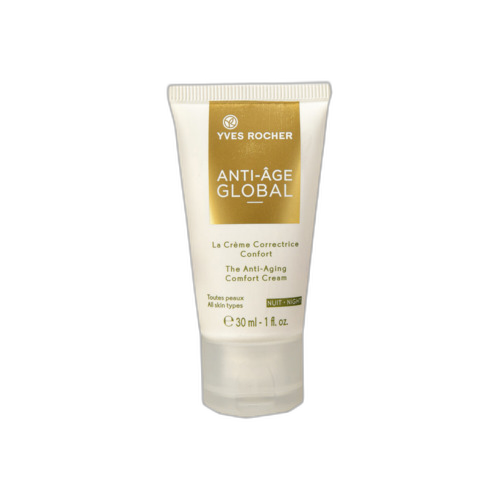 YVES ROCHER
ANTI-ÂGE
GLOBAL
La Crème Correctrice
Confort
The Anti-Aging
Comfort Cream
Toutes peaux
All skin types
NUIT • NIGHT
℮ 30 ml - 1 fl. oz.